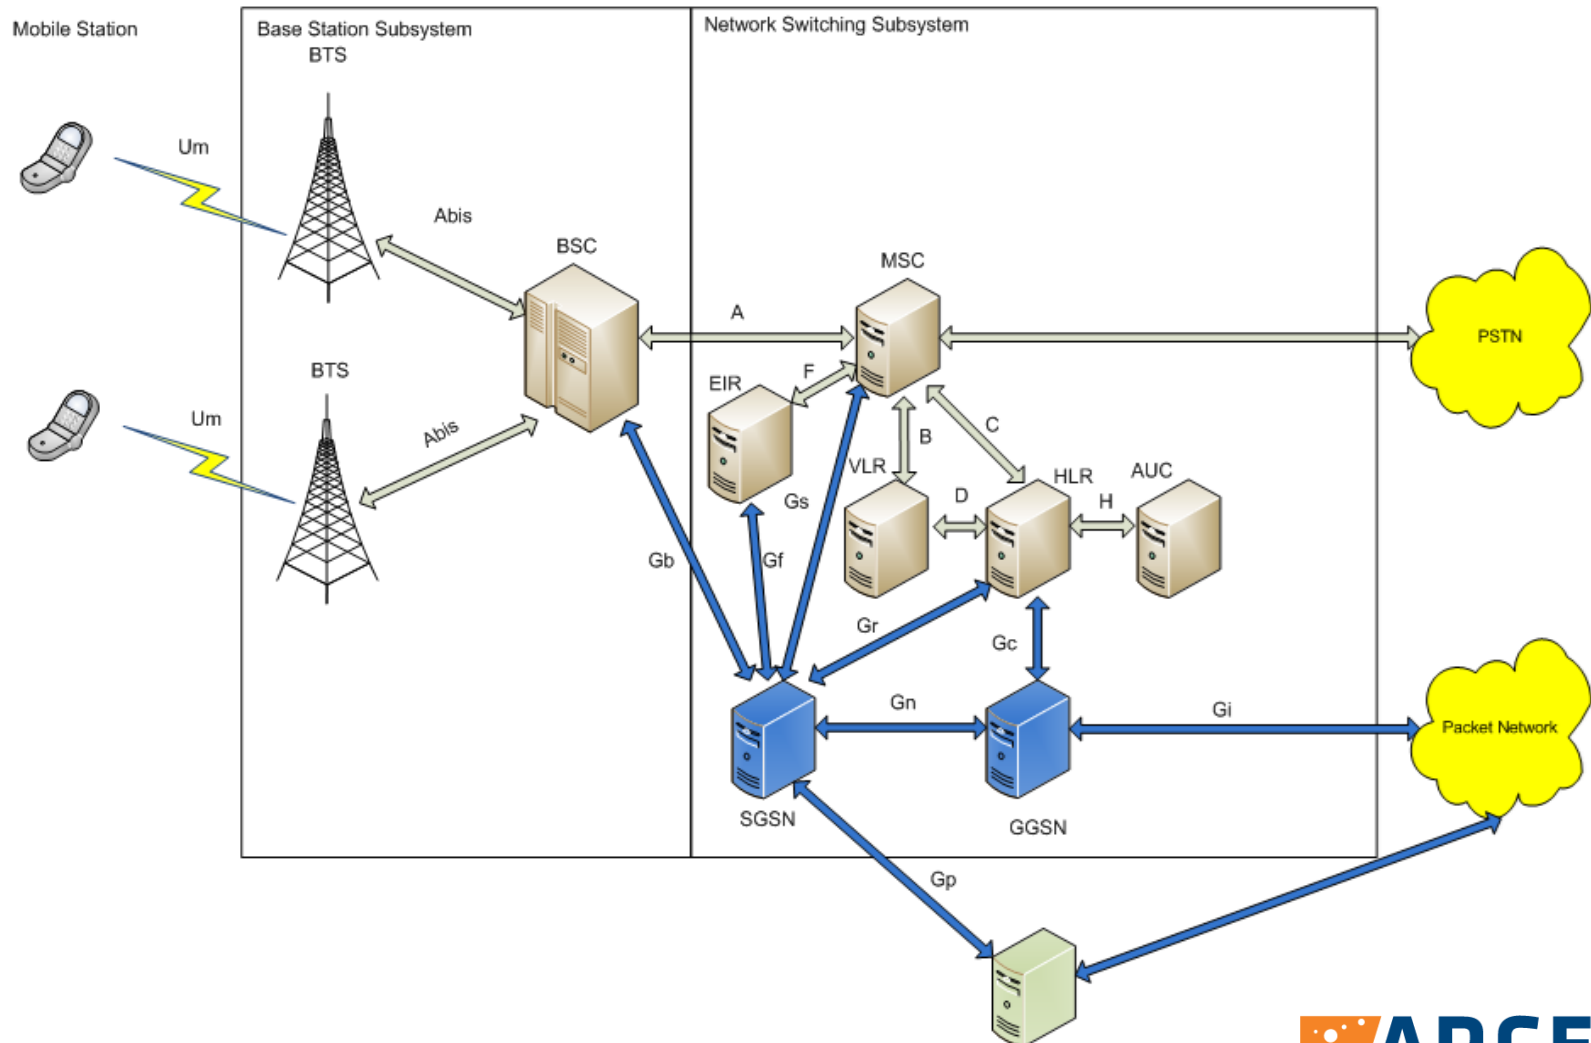 Mobile Station
Base Station Subsystem
Network Switching Subsystem
BTS
Um
Abis
BSC
MSC
A
PSTN
BTS
EIR
F
Um
Abis
B
C
VLR
HLR
AUC
Gs
D
H
Gb
Gf
Gr
Gc
Gn
Gi
Packet Network
SGSN
GGSN
Gp